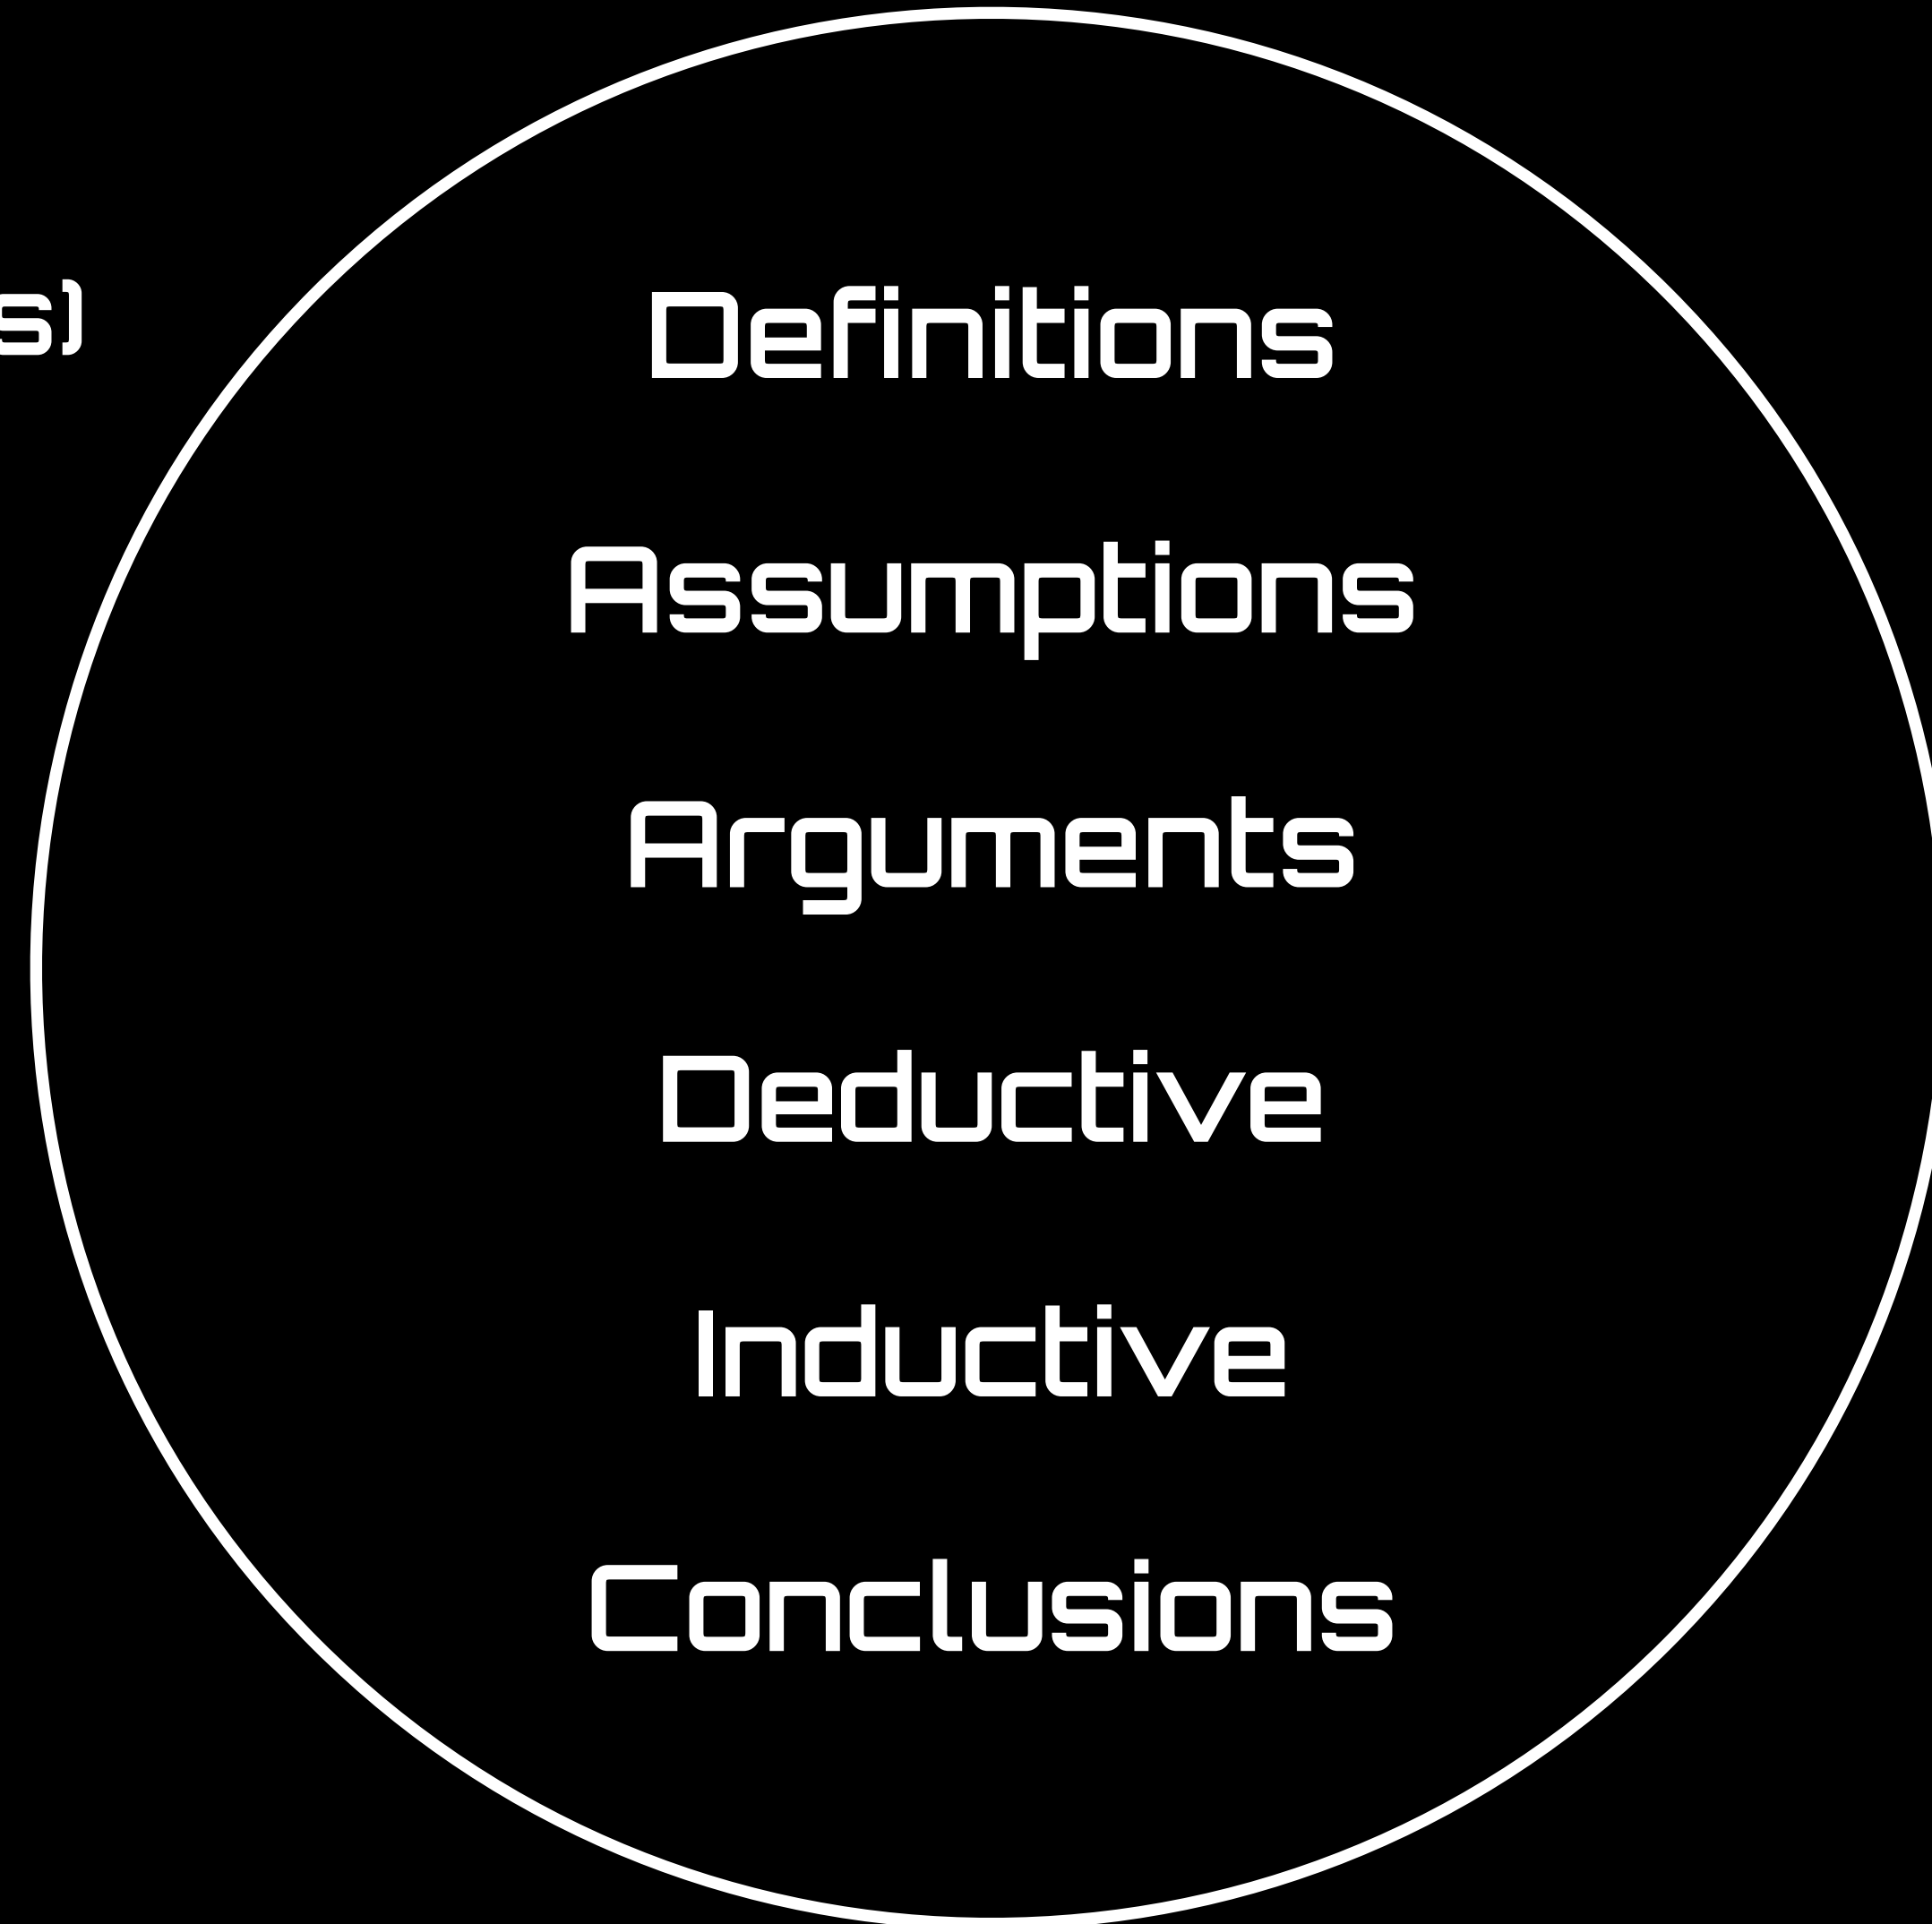 s)
Definitions
Assumptions
Arguments
Deductive
Inductive
Conclusions